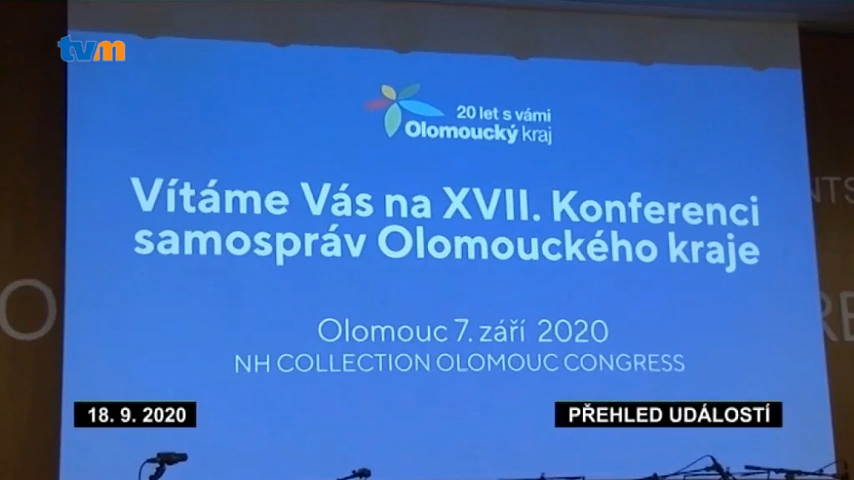 tvm
20 let s vámi
Olomoucký kraj
Vítáme Vás na XVII. Konferenci
samospráv Olomouckého kraje
Olomouc 7. září 2020
NH COLLECTION OLOMOUC CONGRESS
18. 9. 2020
PŘEHLED UDÁLOSTÍ